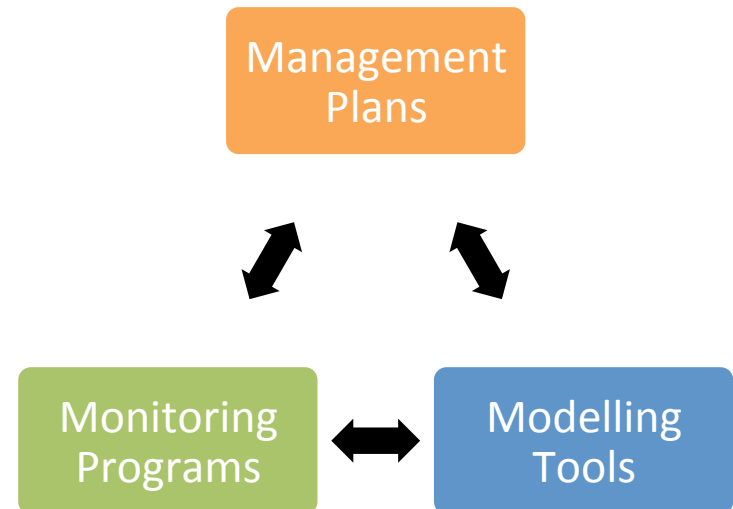 Management
Plans
Monitoring
Programs
Modelling
Tools